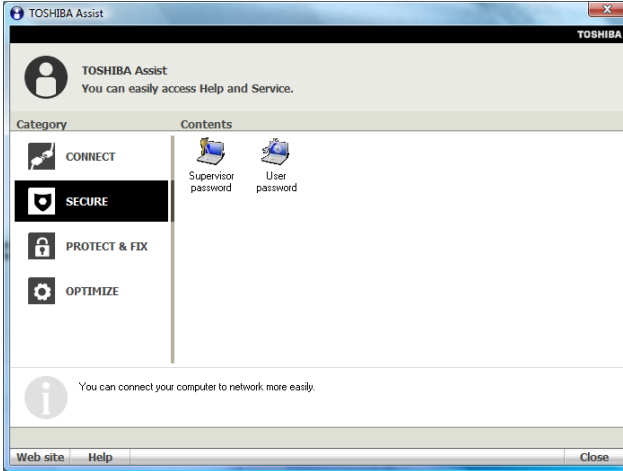 TOSHIBA Assist
TOSHIBA
TOSHIBA Assist
You can easily access Help and Service.
Category
Contents
CONNECT
SECURE
PROTECT & FIX
OPTIMIZE
Supervisor
password
User
password
You can connect your computer to network more easily.
Web site
Help
Close